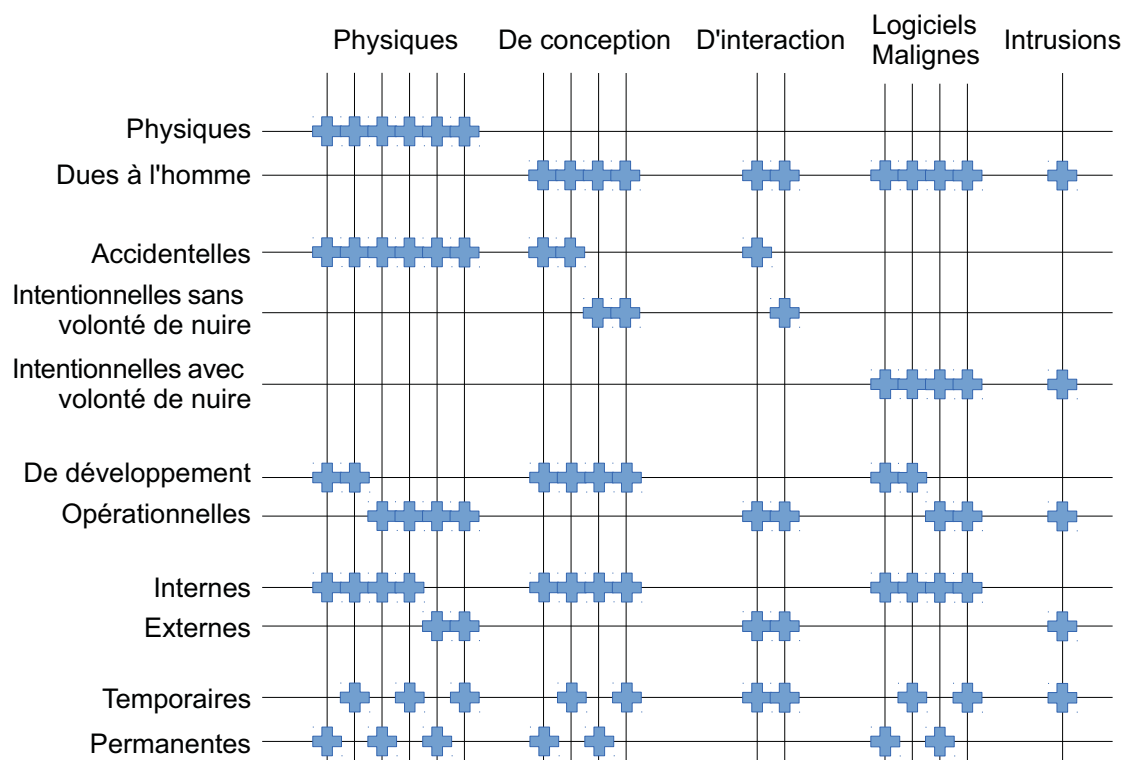 Physiques
De conception
D'interaction
Logiciels
Malignes
Intrusions
Physiques
Dues à l'homme
Accidentelles
Intentionnelles sans
volonté de nuire
Intentionnelles avec
volonté de nuire
De développement
Opérationnelles
Internes
Externes
Temporaires
Permanentes